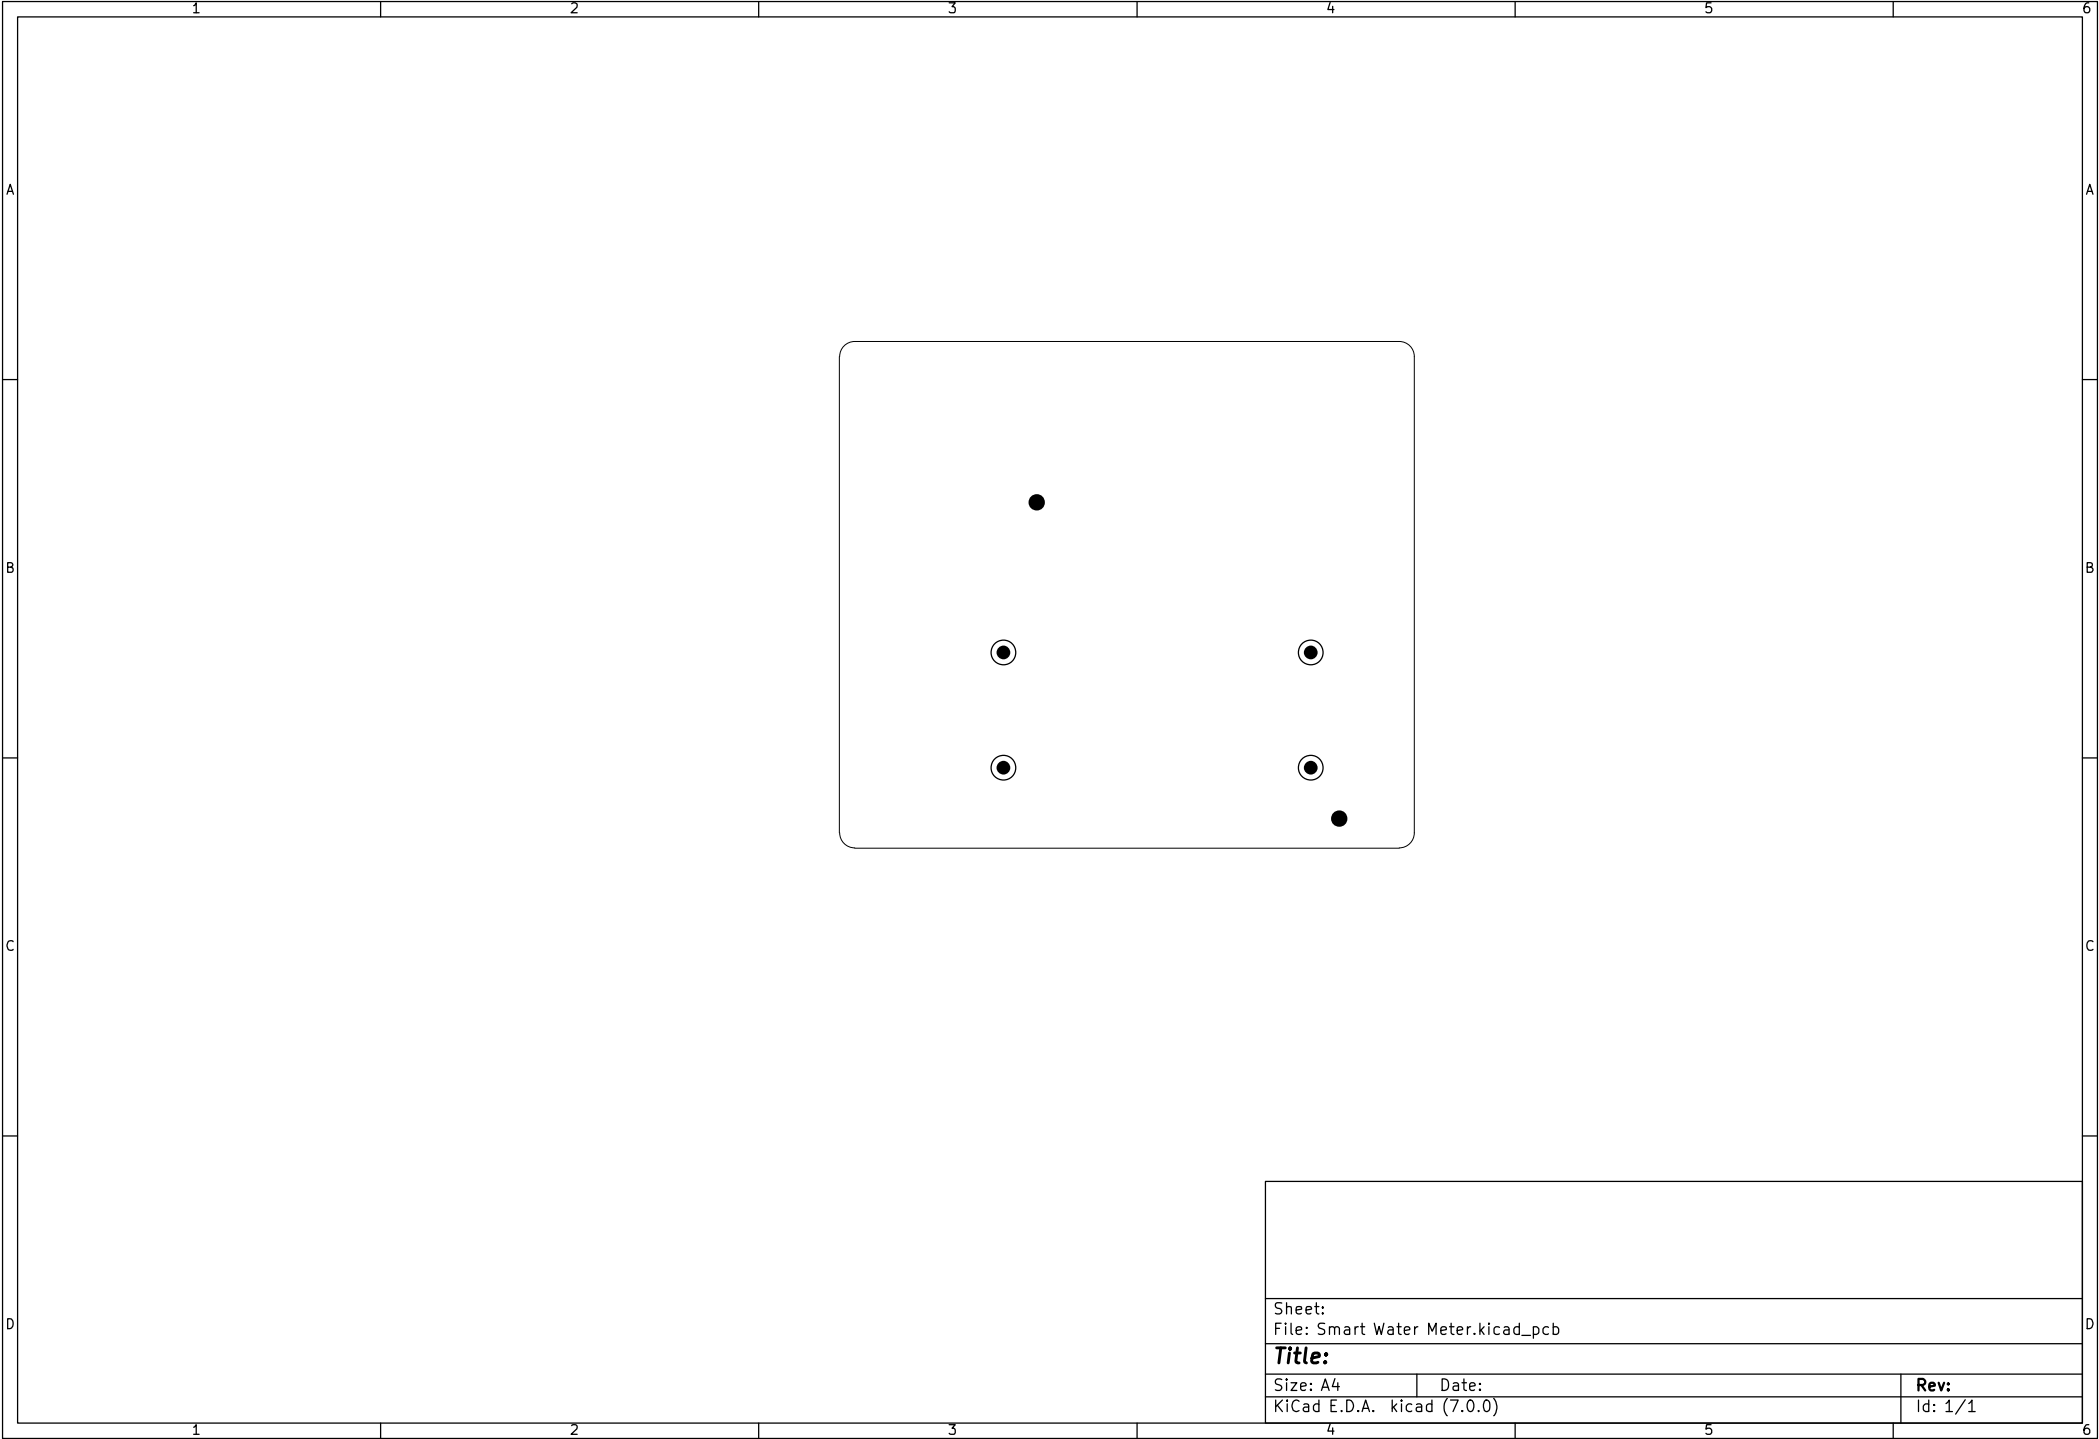 1 2 3 4 5 6
A A
B B
C C
D D
Sheet:
File: Smart Water Meter.kicad_pcb
Title:
Size: A4 Date: Rev:
KiCad E.D.A. kicad (7.0.0) Id: 1/1
1 2 3 4 5 6